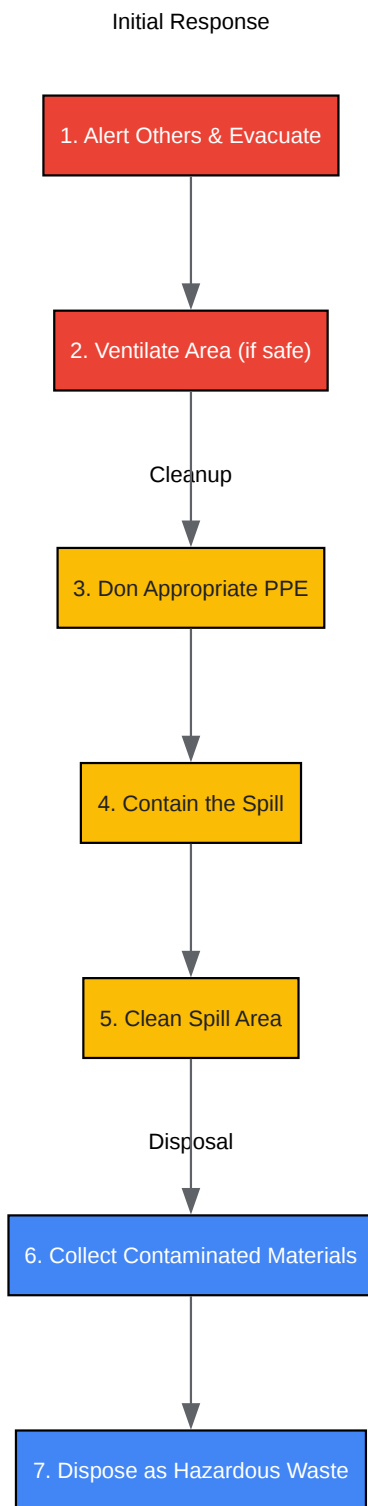 Initial Response
1. Alert Others & Evacuate
2. Ventilate Area (if safe)
Cleanup
3. Don Appropriate PPE
4. Contain the Spill
5. Clean Spill Area
Disposal
6. Collect Contaminated Materials
7. Dispose as Hazardous Waste